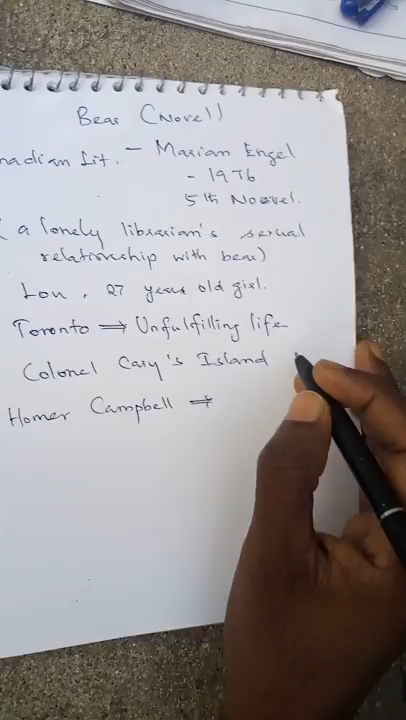 Bear (Novel)
nadian Lit. - Marian Engel
- 1976
5th Noovel.
( a lonely librarian's sexual
relationship with bear)
Lou, 27 years old girl.
Toronto ⇒ Unfulfilling life
Colonel Cary's Island
Homer Campbell ⇒